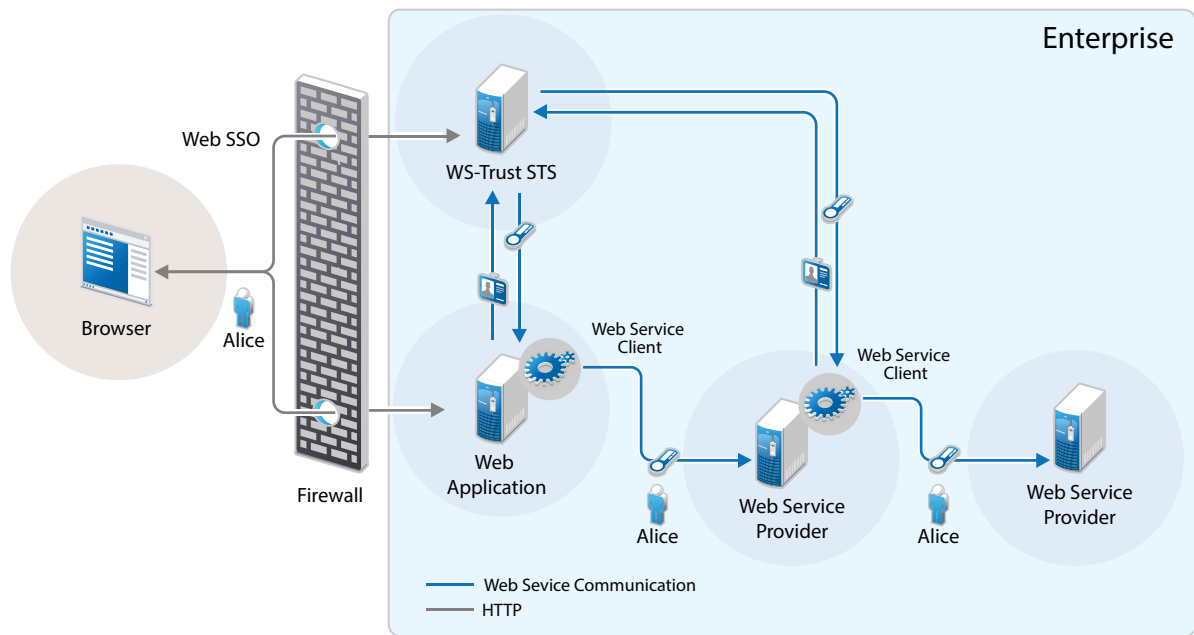 Enterprise
Web SSO
WS-Trust STS
Browser
Alice
Firewall
Web Service
Client
Web
Application
Alice
Web Service
Provider
Web Service
Client
Alice
Web Service
Provider
Web Sevice Communication
HTTP